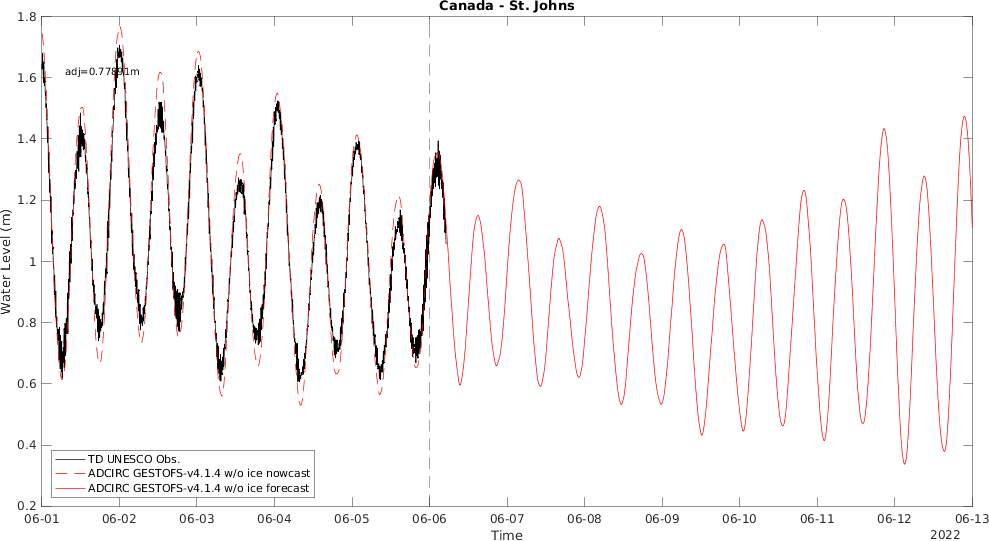 Canada - St. Johns
1.8
1.6
1.4
1.2
1
0.8
0.6
0.4
0.2
Water Level (m)
adj=0.77891m
TD UNESCO Obs.
ADCIRC GESTOFS-v4.1.4 w/o ice nowcast
ADCIRC GESTOFS-v4.1.4 w/o ice forecast
06-01 06-02 06-03 06-04 06-05 06-06 06-07 06-08 06-09 06-10 06-11 06-12 06-13
Time
2022